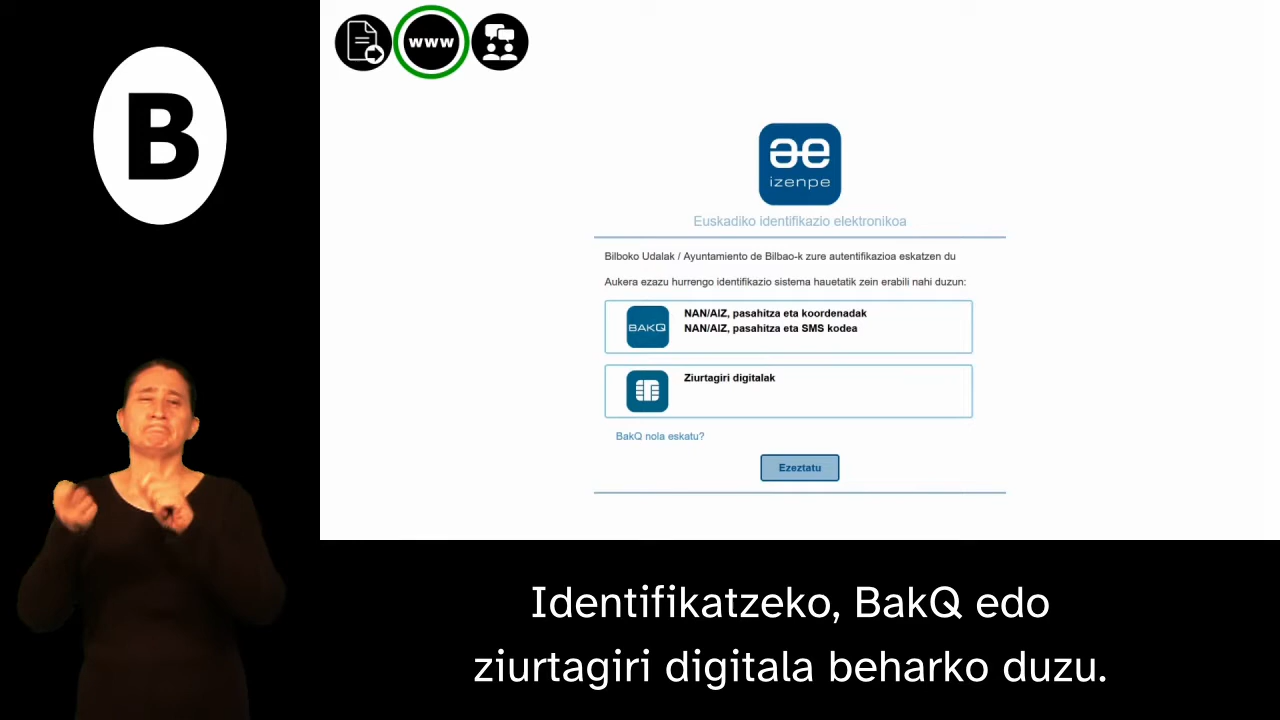 B
www
izenpe
Euskadiko identifikazio elektronikoa
Bilboko Udalak / Ayuntamiento de Bilbao-k zure autentifikazioa eskatzen du
Aukera ezazu hurrengo identifikazio sistema hauetatik zein erabili nahi duzun:
BAKQ
NAN/AIZ, pasahitza eta koordenadak
NAN/AIZ, pasahitza eta SMS kodea
Ziurtagiri digitalak
BakQ nola eskatu?
Ezeztatu
Identifikatzeko, BakQ edo
ziurtagiri digitala beharko duzu.